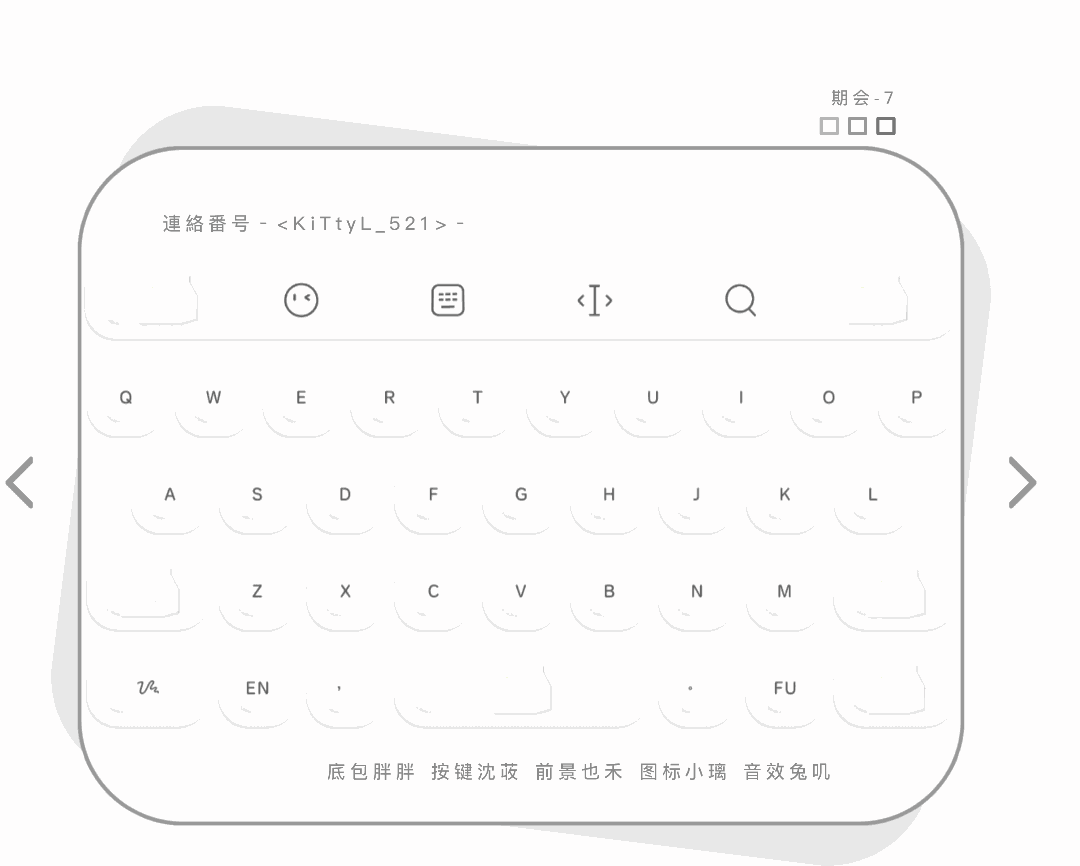 期会-7
連絡番号 - <KiTtyL_521> -
Q W E R T Y U I O P
A S D F G H J K L
Z X C V B N M
EN , 。 FU
底包胖胖 按键沈荍 前景也禾 图标小璃 音效兔叽